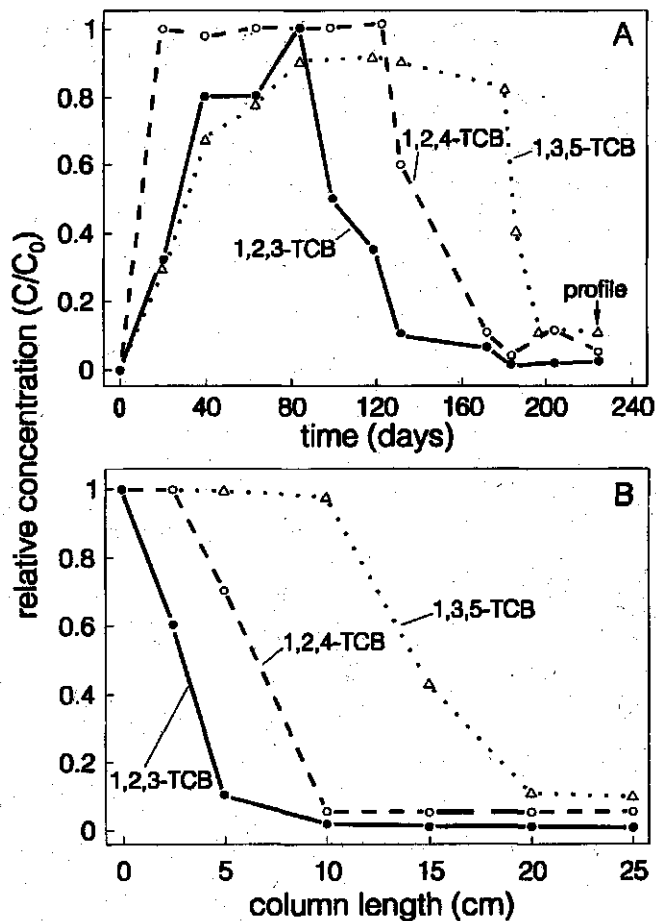 A
1
0.8
0.6
0.4
0.2
0
1,2,4-TCB
1,3,5-TCB
1,2,3-TCB
profile
0 40 80 120 160 200 240
time (days)
relative concentration (C/C₀)
B
1
0.8
0.6
0.4
0.2
0
1,3,5-TCB
1,2,4-TCB
1,2,3-TCB
0 5 10 15 20 25
column length (cm)